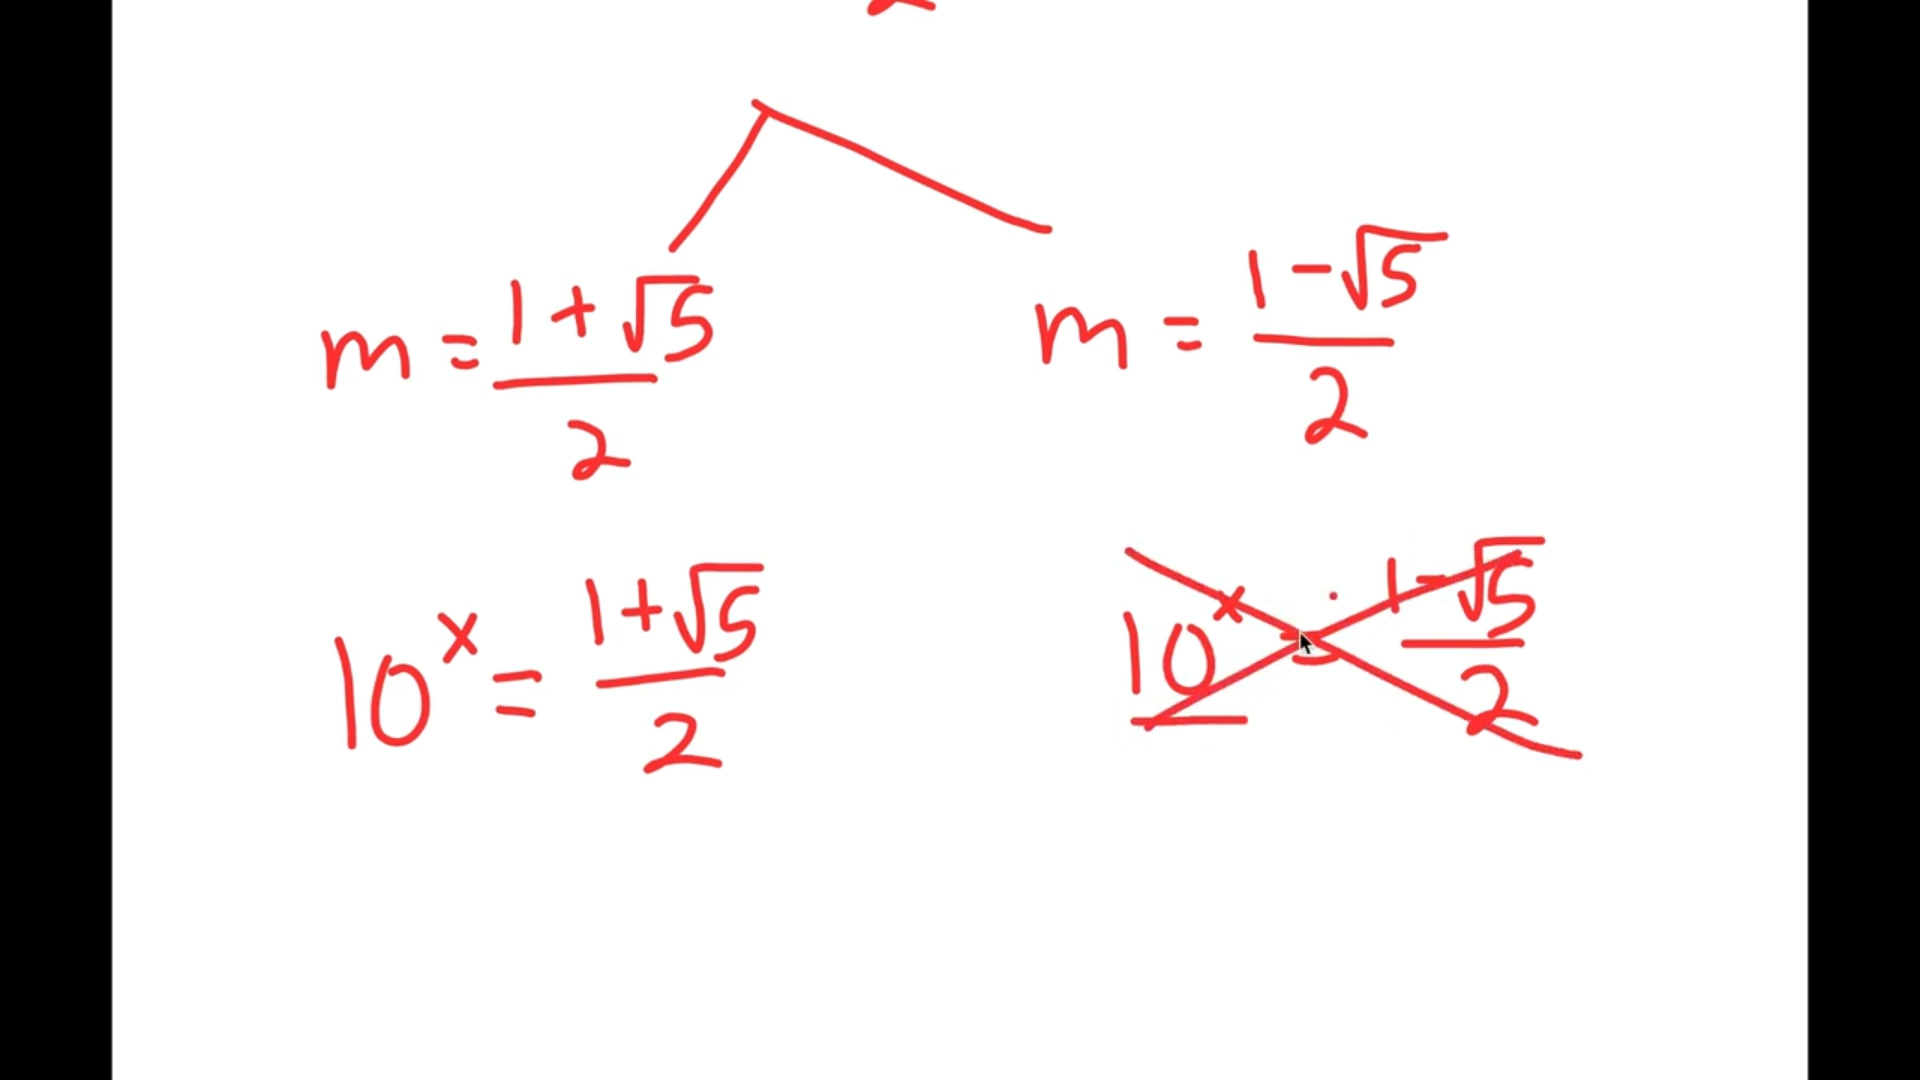 m = (1 + √5)/2
m = (1 - √5)/2
10^x = (1 + √5)/2
10^x = (1 - √5)/2